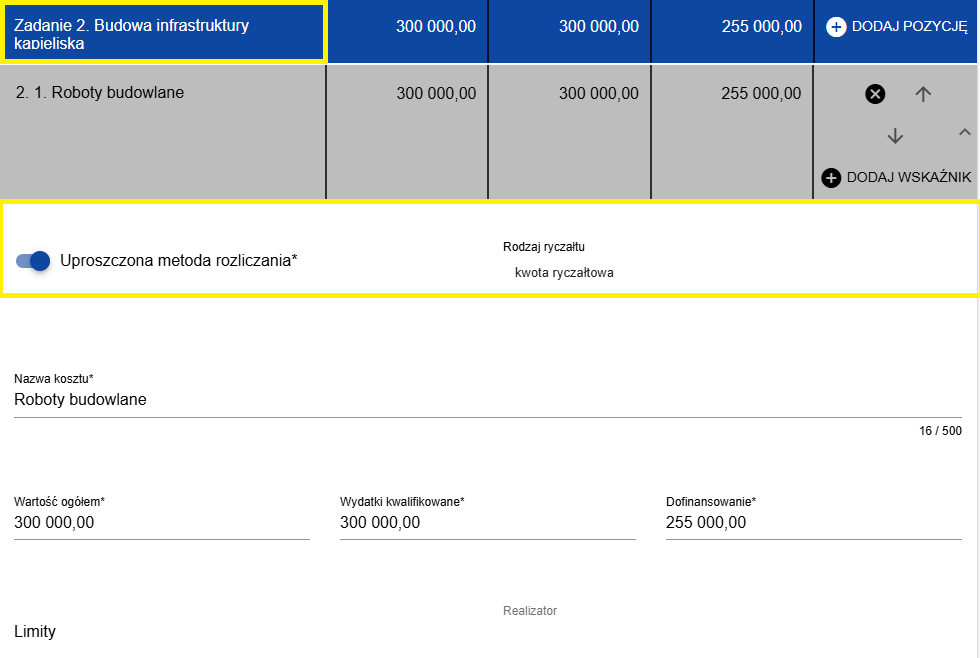 Zadanie 2. Budowa infrastruktury 300 000,00 300 000,00 255 000,00 DODAJ POZYCJĘ
kąpieliska
2. 1. Roboty budowlane 300 000,00 300 000,00 255 000,00
DODAJ WSKAŹNIK
Rodzaj ryczałtu
Uproszczona metoda rozliczania*
kwota ryczałtowa
Nazwa kosztu*
Roboty budowlane
16 / 500
Wartość ogółem* Wydatki kwalifikowane* Dofinansowanie*
300 000,00 300 000,00 255 000,00
Realizator
Limity